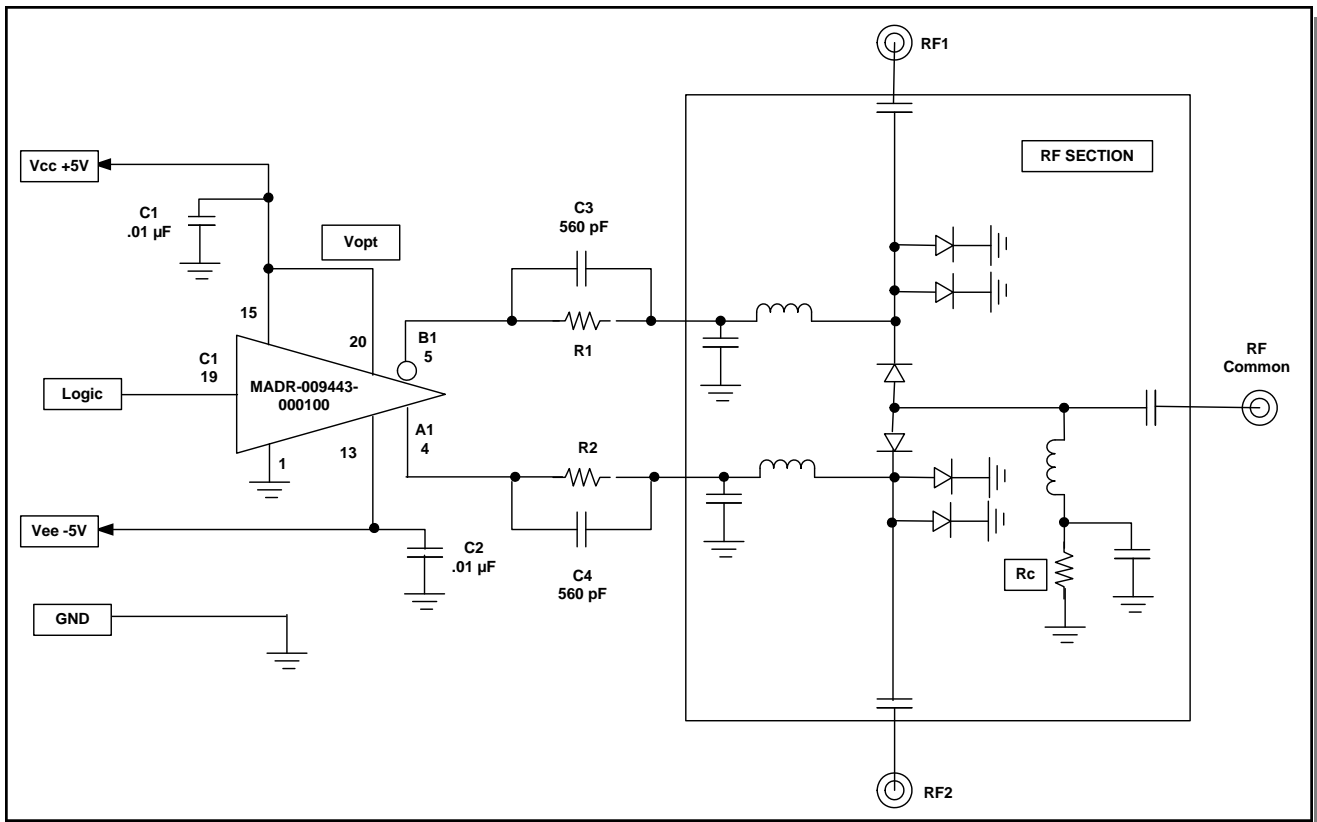 RF1
RF SECTION
Vcc +5V
C1
.01 µF
Vopt
C3
560 pF
15
20
B1
5
R1
C1
19
MADR-009443-
000100
Logic
RF
Common
A1
4
1
13
R2
Vee -5V
C2
.01 µF
C4
560 pF
Rc
GND
RF2